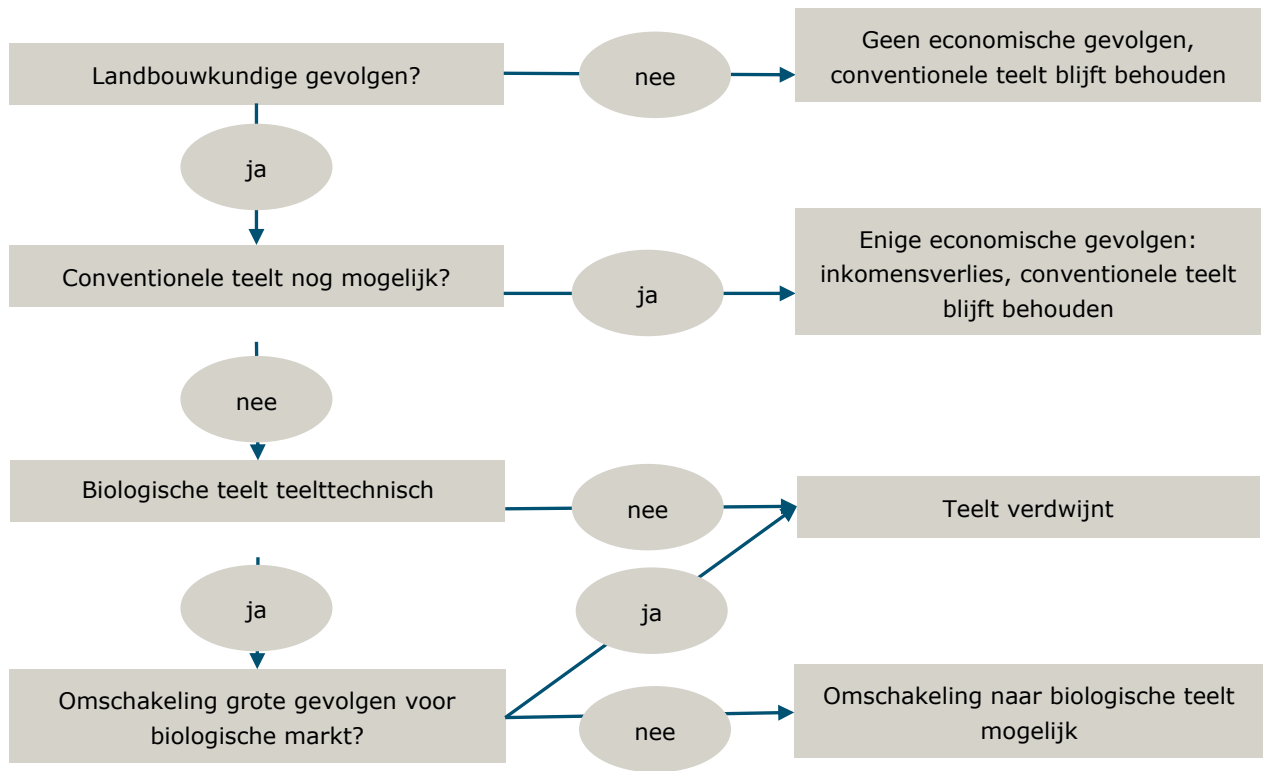 Landbouwkundige gevolgen?
nee
Geen economische gevolgen,
conventionele teelt blijft behouden
ja
Conventionele teelt nog mogelijk?
ja
Enige economische gevolgen:
inkomensverlies, conventionele teelt
blijft behouden
nee
Biologische teelt teelttechnisch
nee
Teelt verdwijnt
ja
ja
Omschakeling grote gevolgen voor
biologische markt?
nee
Omschakeling naar biologische teelt
mogelijk